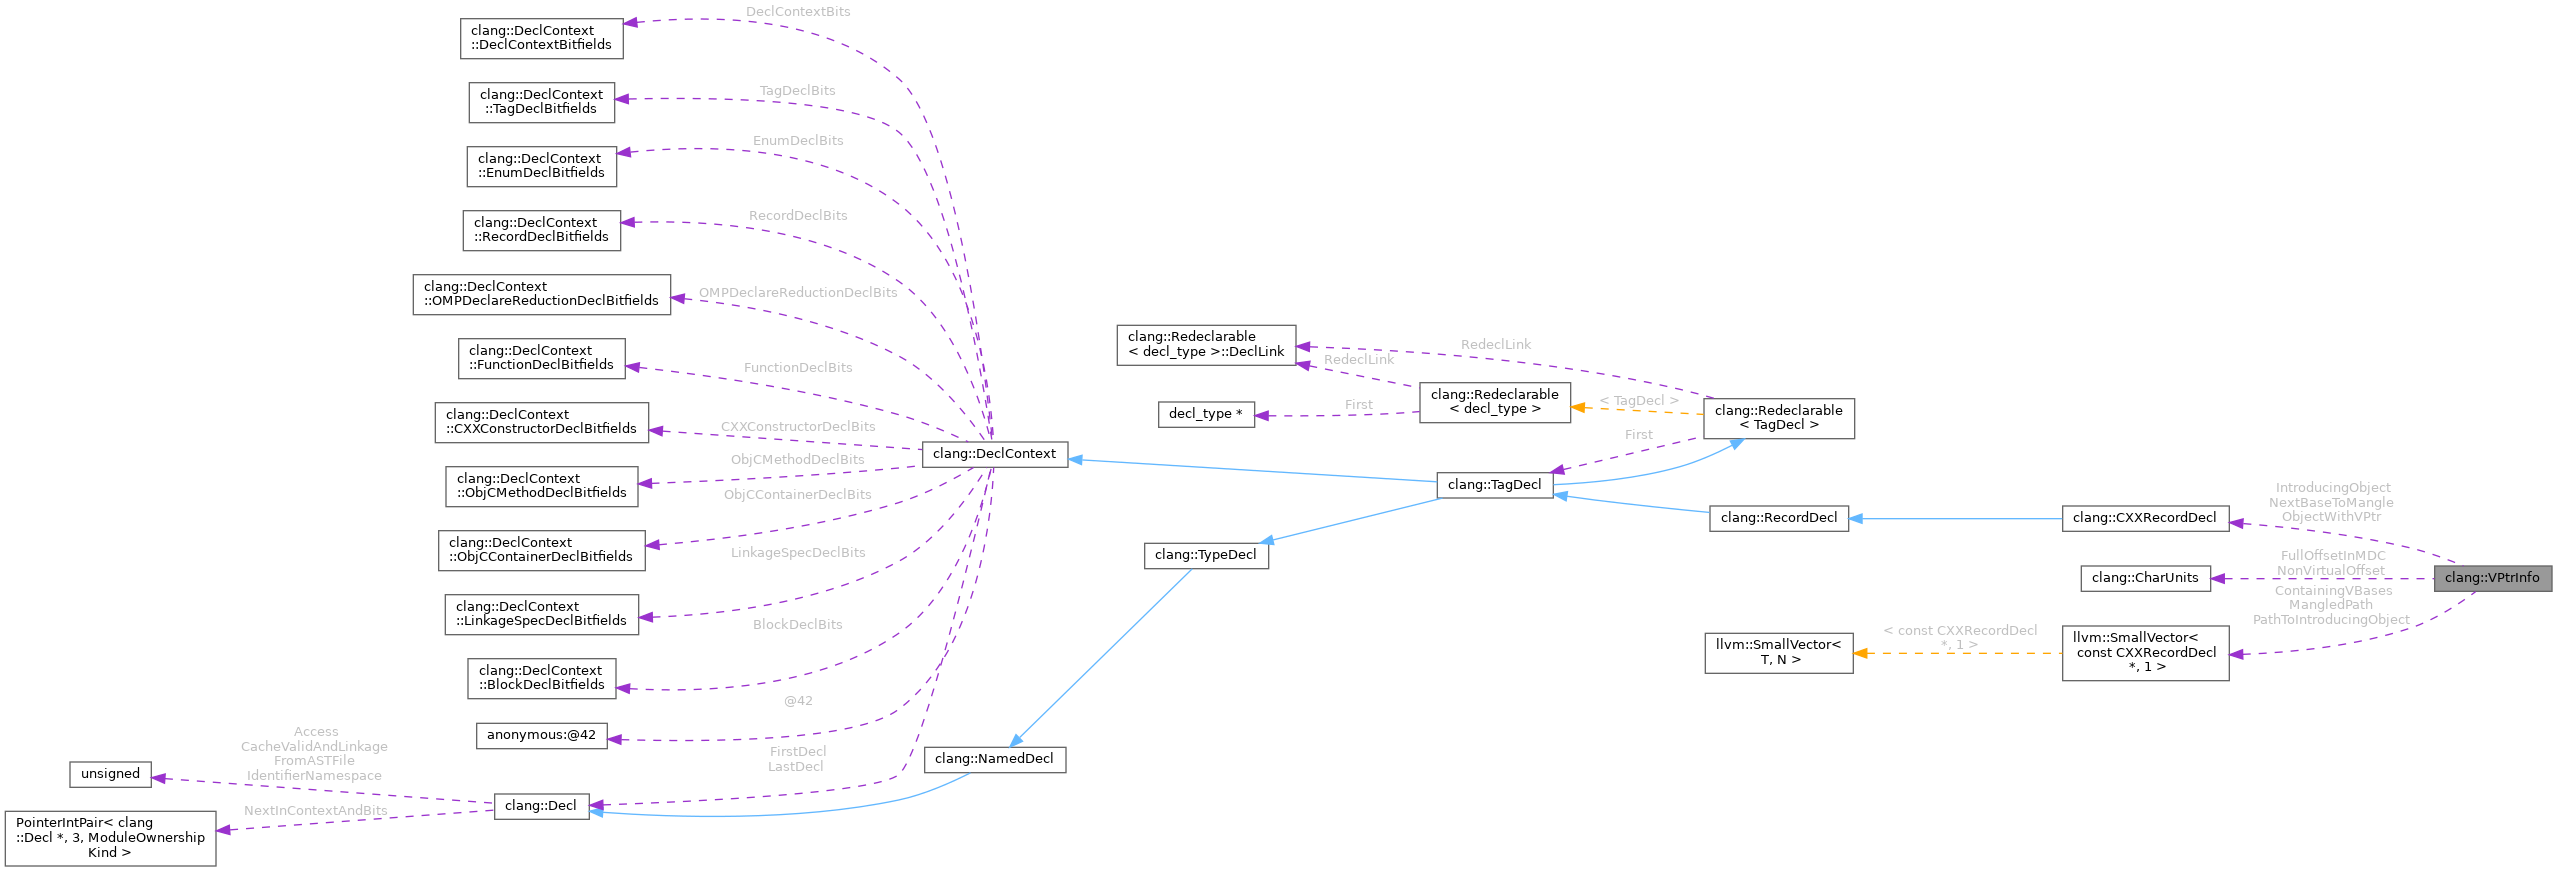 DeclContextBits
clang::DeclContext
::DeclContextBitfields
TagDeclBits
clang::DeclContext
::TagDeclBitfields
EnumDeclBits
clang::DeclContext
::EnumDeclBitfields
RecordDeclBits
clang::DeclContext
::RecordDeclBitfields
OMPDeclareReductionDeclBits
clang::DeclContext
::OMPDeclareReductionDeclBitfields
FunctionDeclBits
clang::DeclContext
::FunctionDeclBitfields
CXXConstructorDeclBits
clang::DeclContext
::CXXConstructorDeclBitfields
ObjCMethodDeclBits
clang::DeclContext
::ObjCMethodDeclBitfields
ObjCContainerDeclBits
clang::DeclContext
::ObjCContainerDeclBitfields
LinkageSpecDeclBits
clang::DeclContext
::LinkageSpecDeclBitfields
BlockDeclBits
clang::DeclContext
::BlockDeclBitfields
@42
anonymous:@42
FirstDecl
LastDecl
Access
CacheValidAndLinkage
FromASTFile
IdentifierNamespace
unsigned
NextInContextAndBits
PointerIntPair< clang
::Decl *, 3, ModuleOwnership
Kind >
clang::Decl
clang::DeclContext
clang::NamedDecl
clang::TypeDecl
clang::Redeclarable
< decl_type >::DeclLink
decl_type *
RedeclLink
RedeclLink
First
clang::Redeclarable
< decl_type >
< TagDecl >
First
clang::Redeclarable
< TagDecl >
clang::TagDecl
clang::RecordDecl
clang::CXXRecordDecl
IntroducingObject
NextBaseToMangle
ObjectWithVPtr
clang::CharUnits
FullOffsetInMDC
NonVirtualOffset
clang::VPtrInfo
ContainingVBases
MangledPath
PathToIntroducingObject
llvm::SmallVector<
T, N >
< const CXXRecordDecl
*, 1 >
llvm::SmallVector<
const CXXRecordDecl
*, 1 >